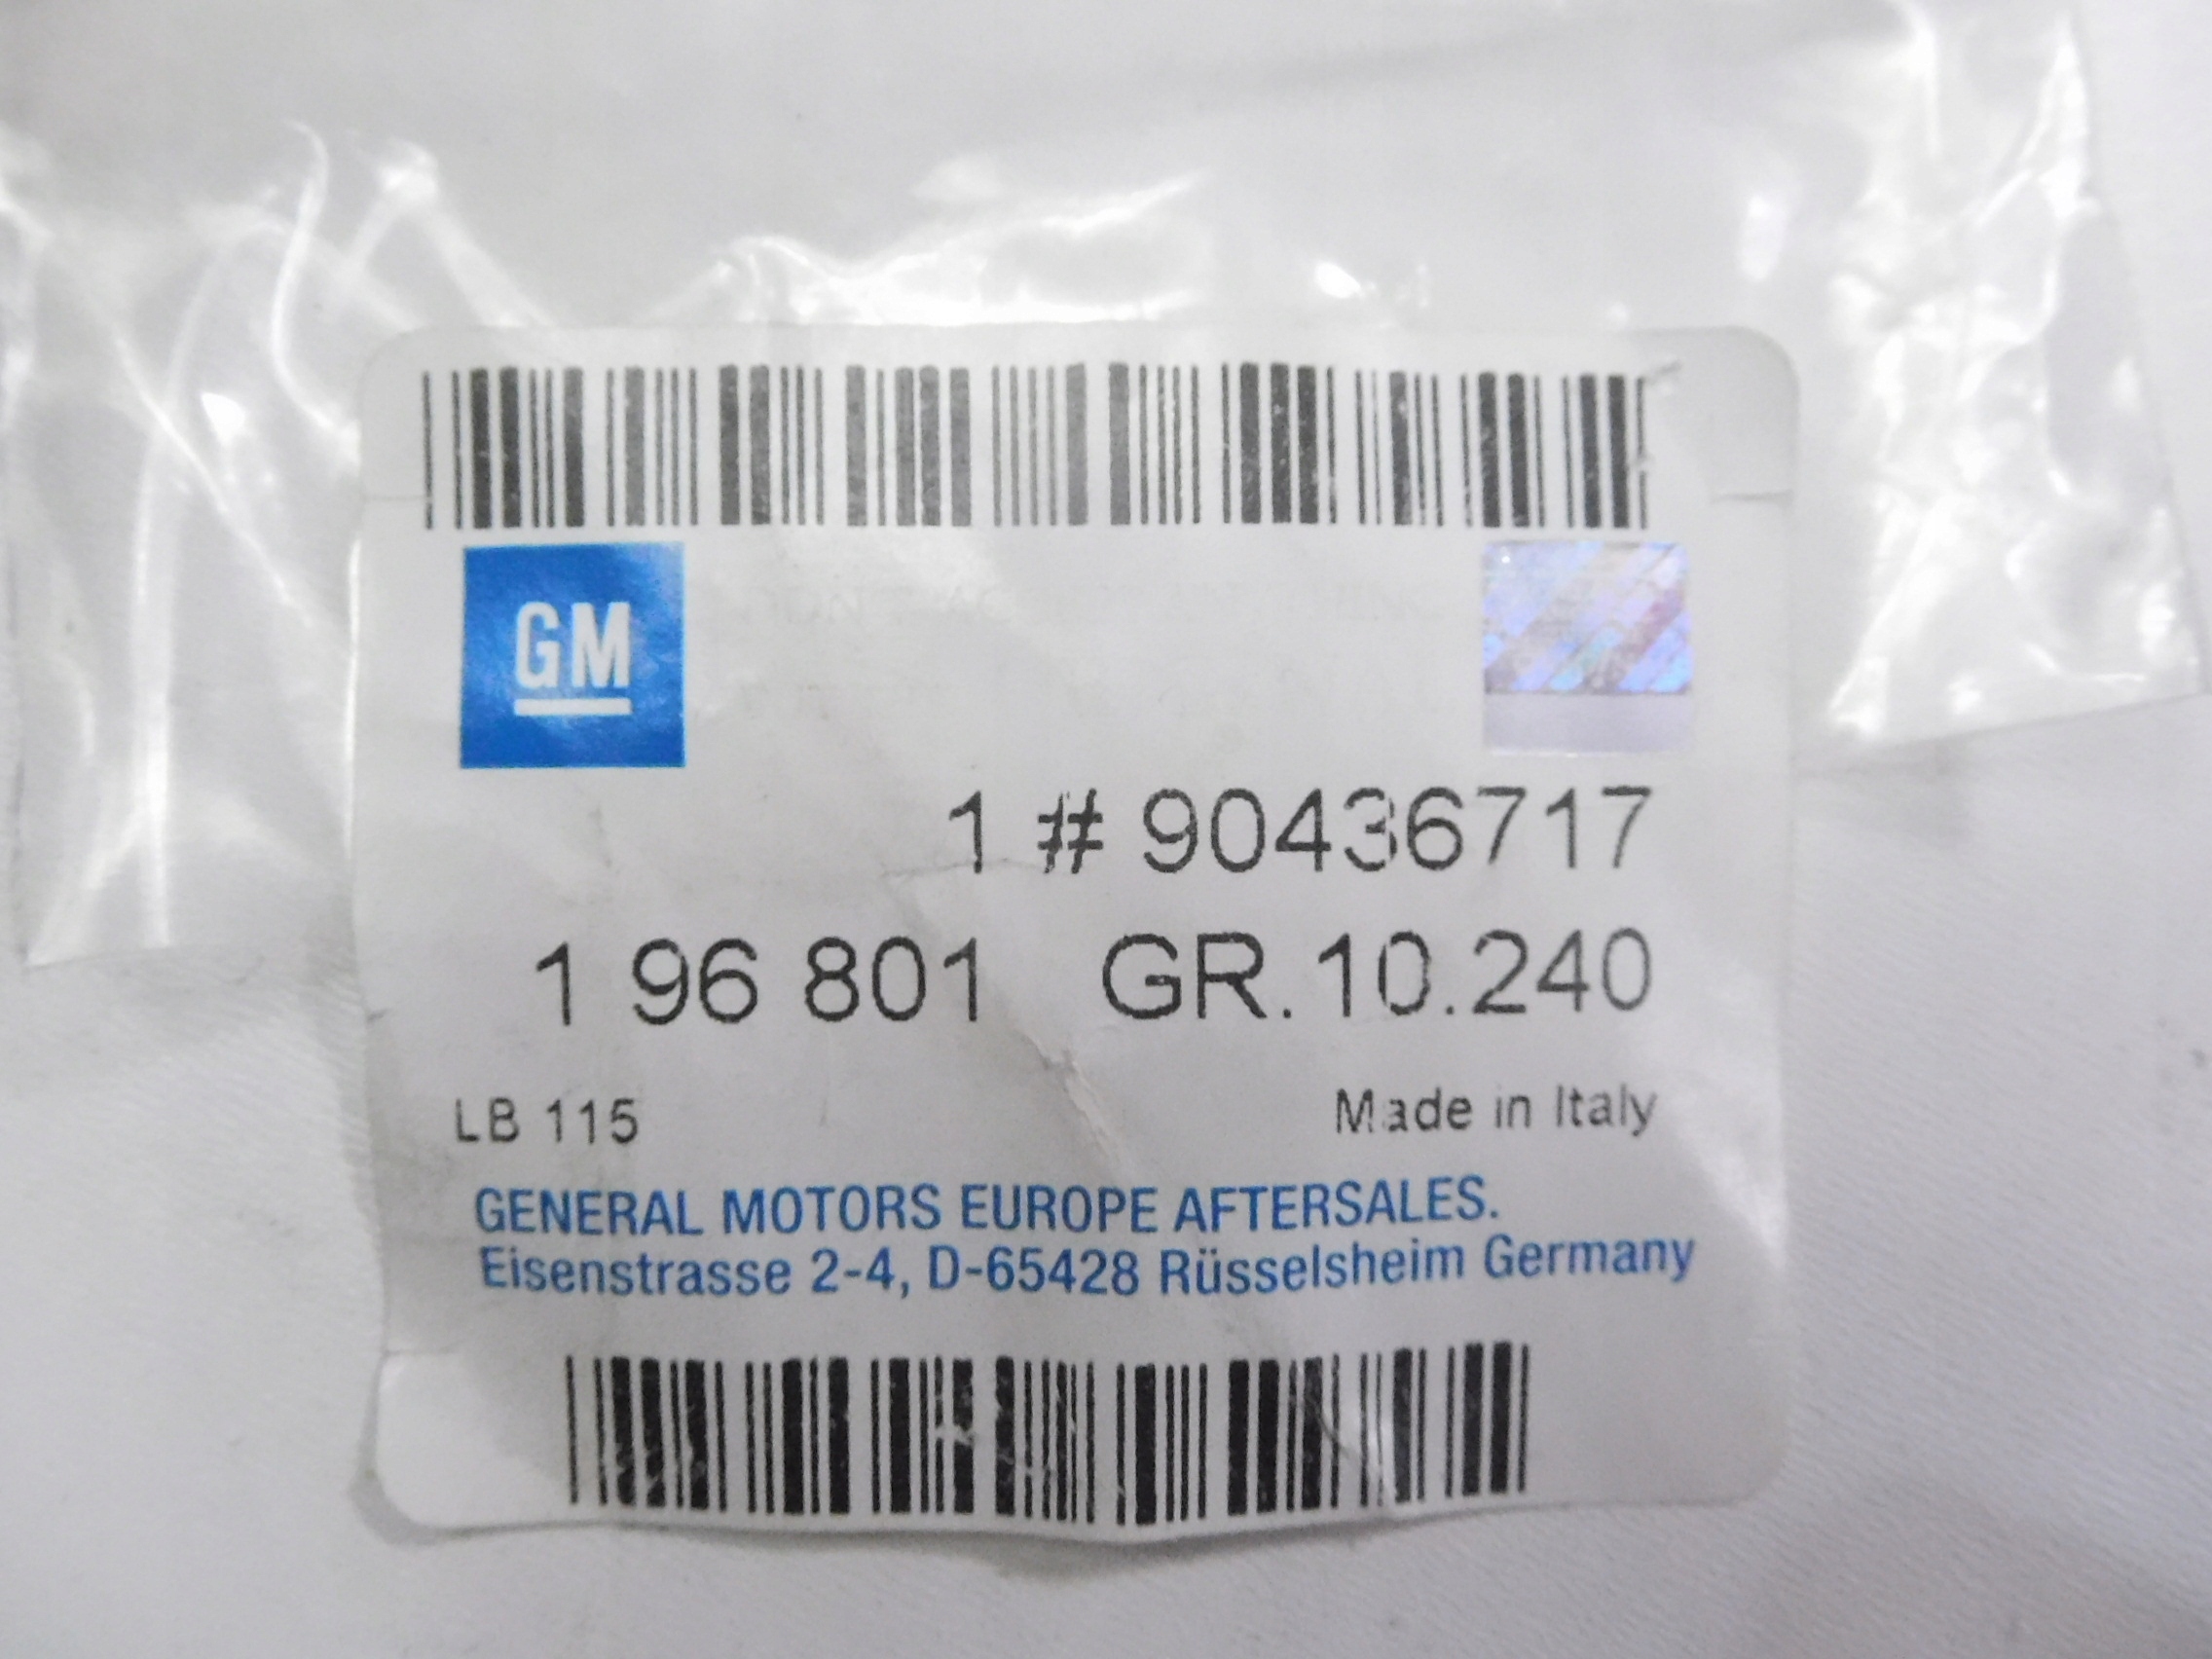 GM
1 # 90436717
1 96 801 GR.10.240
LB 115 Made in Italy
GENERAL MOTORS EUROPE AFTERSALES.
Eisenstrasse 2-4, D-65428 Rüsselsheim Germany